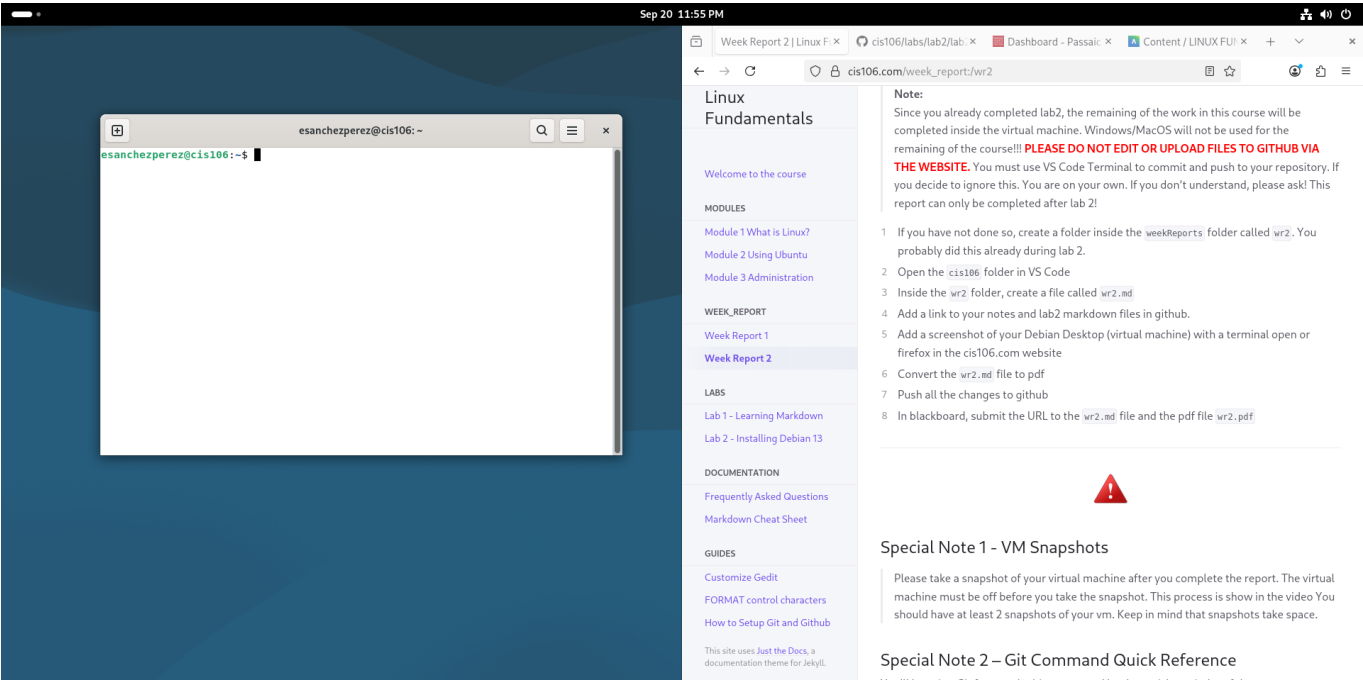 Sep 20 11:55 PM
esanchezperez@cis106: ~
esanchezperez@cis106:~$
Week Report 2 | Linux F
cis106/labs/lab2/lab
Dashboard - Passaic
Content / LINUX FUN
cis106.com/week_report:/wr2
Linux
Fundamentals
Welcome to the course
MODULES
Module 1 What is Linux?
Module 2 Using Ubuntu
Module 3 Administration
WEEK_REPORT
Week Report 1
Week Report 2
LABS
Lab 1 - Learning Markdown
Lab 2 - Installing Debian 13
DOCUMENTATION
Frequently Asked Questions
Markdown Cheat Sheet
GUIDES
Customize Gedit
FORMAT control characters
How to Setup Git and Github
This site uses Just the Docs, a
documentation theme for Jekyll.
Note:
Since you already completed lab2, the remaining of the work in this course will be
completed inside the virtual machine. Windows/MacOS will not be used for the
remaining of the course!!! PLEASE DO NOT EDIT OR UPLOAD FILES TO GITHUB VIA
THE WEBSITE. You must use VS Code Terminal to commit and push to your repository. If
you decide to ignore this. You are on your own. If you don't understand, please ask! This
report can only be completed after lab 2!
1 If you have not done so, create a folder inside the weekReports folder called wr2. You
probably did this already during lab 2.
2 Open the cis106 folder in VS Code
3 Inside the wr2 folder, create a file called wr2.md
4 Add a link to your notes and lab2 markdown files in github.
5 Add a screenshot of your Debian Desktop (virtual machine) with a terminal open or
firefox in the cis106.com website
6 Convert the wr2.md file to pdf
7 Push all the changes to github
8 In blackboard, submit the URL to the wr2.md file and the pdf file wr2.pdf
Special Note 1 - VM Snapshots
Please take a snapshot of your virtual machine after you complete the report. The virtual
machine must be off before you take the snapshot. This process is show in the video You
should have at least 2 snapshots of your vm. Keep in mind that snapshots take space.
Special Note 2 – Git Command Quick Reference